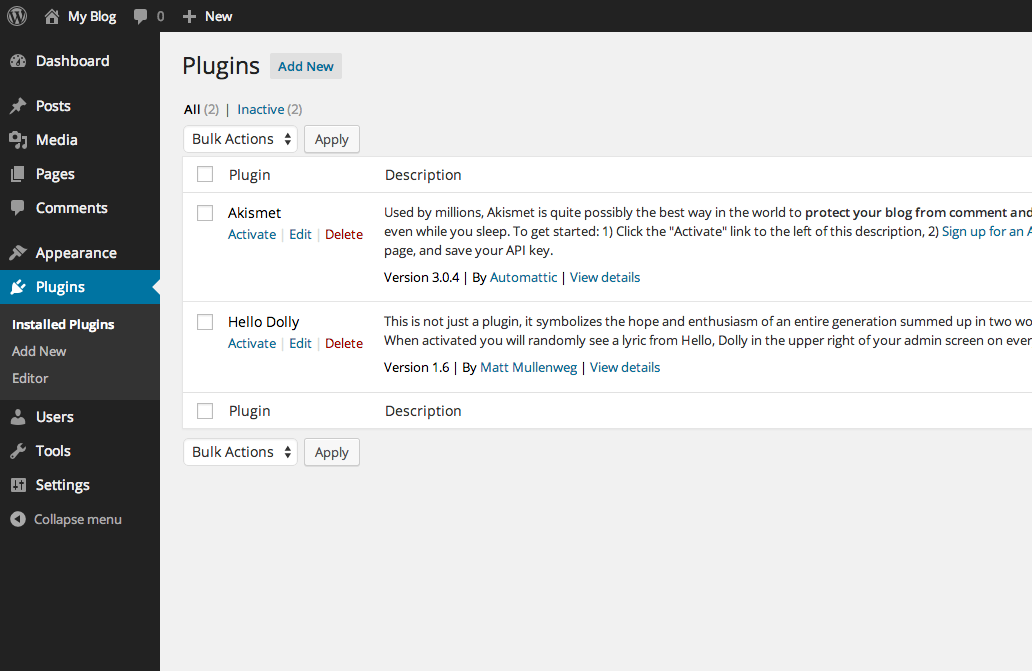 My Blog 0 New
Dashboard
Posts
Media
Pages
Comments
Appearance
Plugins
Installed Plugins
Add New
Editor
Users
Tools
Settings
Collapse menu
Plugins Add New
All (2) | Inactive (2)
Bulk Actions Apply
Plugin Description
Akismet
Activate | Edit | Delete
Used by millions, Akismet is quite possibly the best way in the world to protect your blog from comment and
even while you sleep. To get started: 1) Click the "Activate" link to the left of this description, 2) Sign up for an A
page, and save your API key.
Version 3.0.4 | By Automattic | View details
Hello Dolly
Activate | Edit | Delete
This is not just a plugin, it symbolizes the hope and enthusiasm of an entire generation summed up in two wo
When activated you will randomly see a lyric from Hello, Dolly in the upper right of your admin screen on ever
Version 1.6 | By Matt Mullenweg | View details
Plugin Description
Bulk Actions Apply